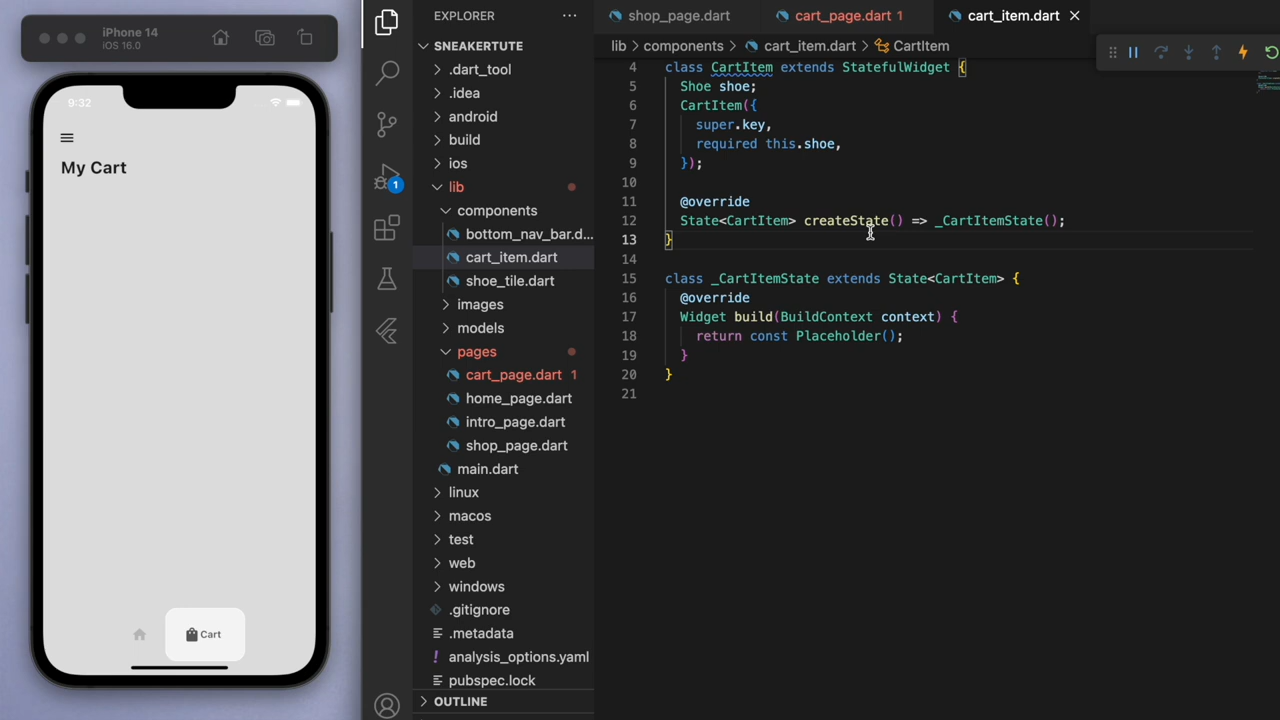 iPhone 14
iOS 16.0
9:32
My Cart
Cart
EXPLORER
SNEAKERTUTE
.dart_tool
.idea
android
build
ios
lib
components
bottom_nav_bar.d...
cart_item.dart
shoe_tile.dart
images
models
pages
cart_page.dart 1
home_page.dart
intro_page.dart
shop_page.dart
main.dart
linux
macos
test
web
windows
.gitignore
.metadata
! analysis_options.yaml
pubspec.lock
OUTLINE
1
shop_page.dart
cart_page.dart 1
cart_item.dart
lib > components > cart_item.dart > CartItem
4 class CartItem extends StatefulWidget {
5 Shoe shoe;
6 CartItem({
7 super.key,
8 required this.shoe,
9 });
10
11 @override
12 State<CartItem> createState() => _CartItemState();
13 }
14
15 class _CartItemState extends State<CartItem> {
16 @override
17 Widget build(BuildContext context) {
18 return const Placeholder();
19 }
20 }
21